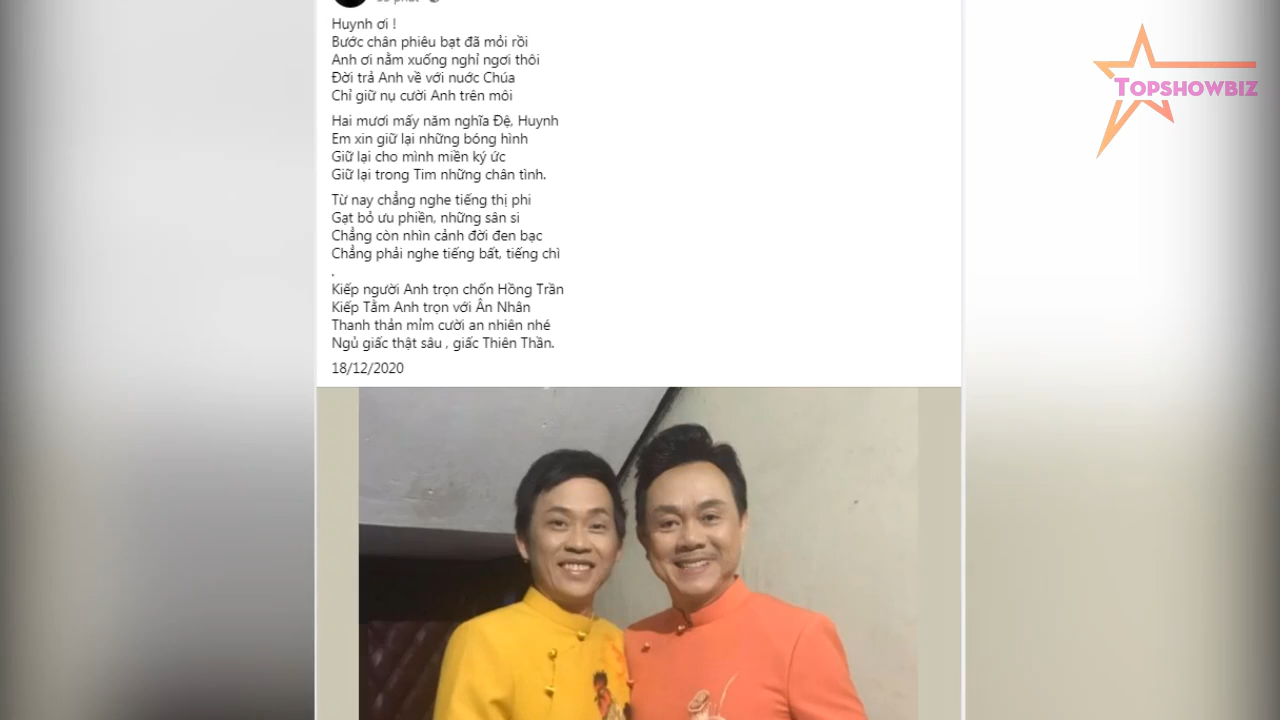 Huynh ơi !
Bước chân phiêu bạt đã mỏi rồi
Anh ơi nằm xuống nghỉ ngơi thôi
Đời trả Anh về với nuớc Chúa
Chỉ giữ nụ cười Anh trên môi
Hai mươi mấy năm nghĩa Đệ, Huynh
Em xin giữ lại những bóng hình
Giữ lại cho mình miền ký ức
Giữ lại trong Tim những chân tình.
Từ nay chẳng nghe tiếng thị phi
Gạt bỏ ưu phiền, những sân si
Chẳng còn nhìn cảnh đời đen bạc
Chẳng phải nghe tiếng bất, tiếng chì
.
Kiếp người Anh trọn chốn Hồng Trần
Kiếp Tằm Anh trọn với Ân Nhân
Thanh thản mỉm cười an nhiên nhé
Ngủ giấc thật sâu , giấc Thiên Thần.
18/12/2020
TOPSHOWBIZ